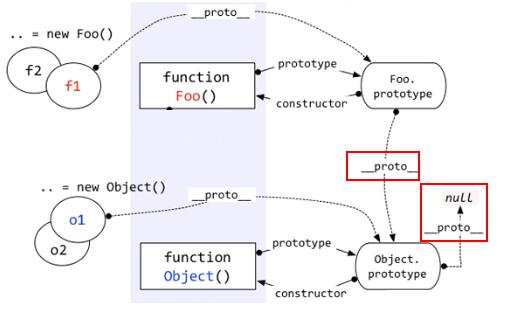 __proto__
.. = new Foo()
f2
f1
function
Foo()
prototype
constructor
Foo.
prototype
__proto__
null
__proto__
.. = new Object()
__proto__
o1
o2
function
Object()
prototype
constructor
Object.
prototype